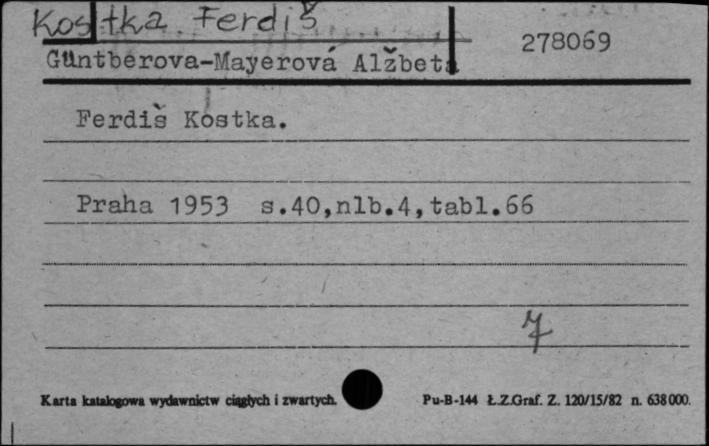 Kostka Ferdiš
278069
Güntberova-Mayerová Alžbeta
Ferdiš Kostka.
Praha 1953 s.40,nlb.4,tabl.66
7
Karta katalogowa wydawnictw ciągłych i zwartych.
Pu-B-144 Ł.Z.Graf. Z. 120/15/82 n. 638000.